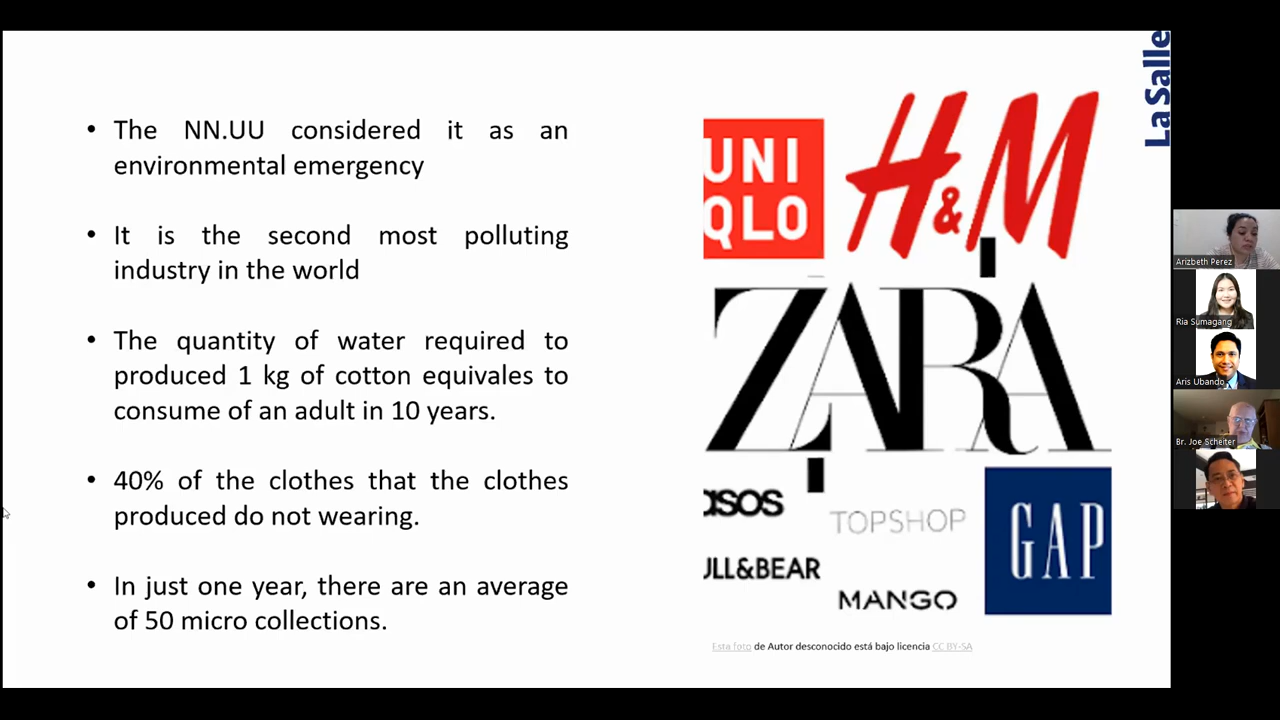 • The NN.UU considered it as an
environmental emergency
• It is the second most polluting
industry in the world
• The quantity of water required to
produced 1 kg of cotton equivales to
consume of an adult in 10 years.
• 40% of the clothes that the clothes
produced do not wearing.
• In just one year, there are an average
of 50 micro collections.
UNI
QLO
H&M
ZARA
asos
TOPSHOP
ULL&BEAR
MANGO
GAP
Esta foto de Autor desconocido está bajo licencia CC BY-SA
La Salle
Arizbeth Perez
Ria Sumagang
Aris Ubando
Br. Joe Scheiter